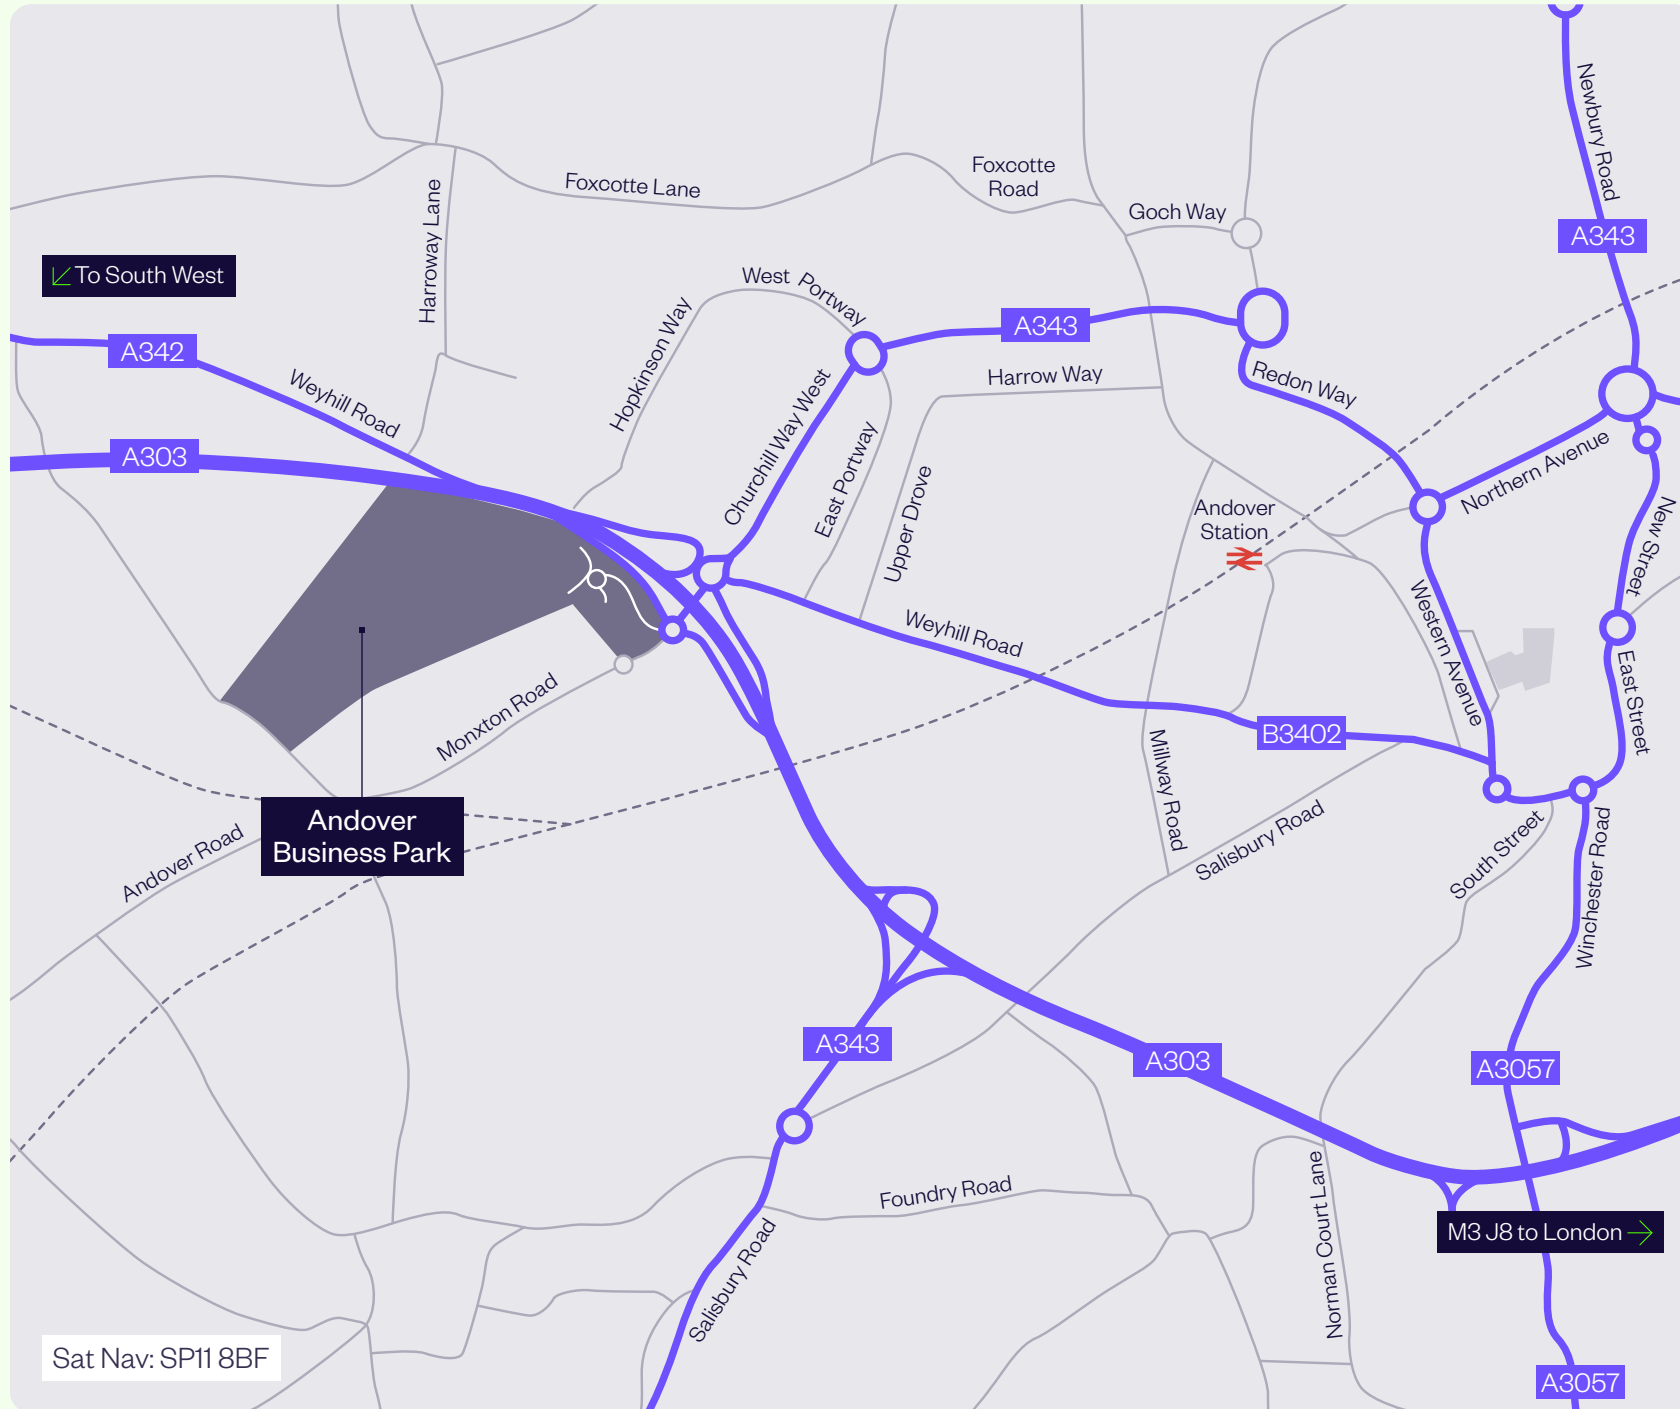 Newbury Road
A343
Foxcotte
Road
Foxcotte Lane
Goch Way
Harroway Lane
To South West
West Portway
A343
Hopkinson Way
A342
Weyhill Road
Harrow Way
Redon Way
Churchill Way West
A303
East Portway
Upper Drove
Northern Avenue
Andover
Station
New Street
Weyhill Road
Western Avenue
East Street
Monxton Road
B3402
Millway Road
Andover
Business Park
Andover Road
Salisbury Road
South Street
Winchester Road
A343
A303
A3057
Foundry Road
Norman Court Lane
M3 J8 to London
Salisbury Road
Sat Nav: SP11 8BF
A3057